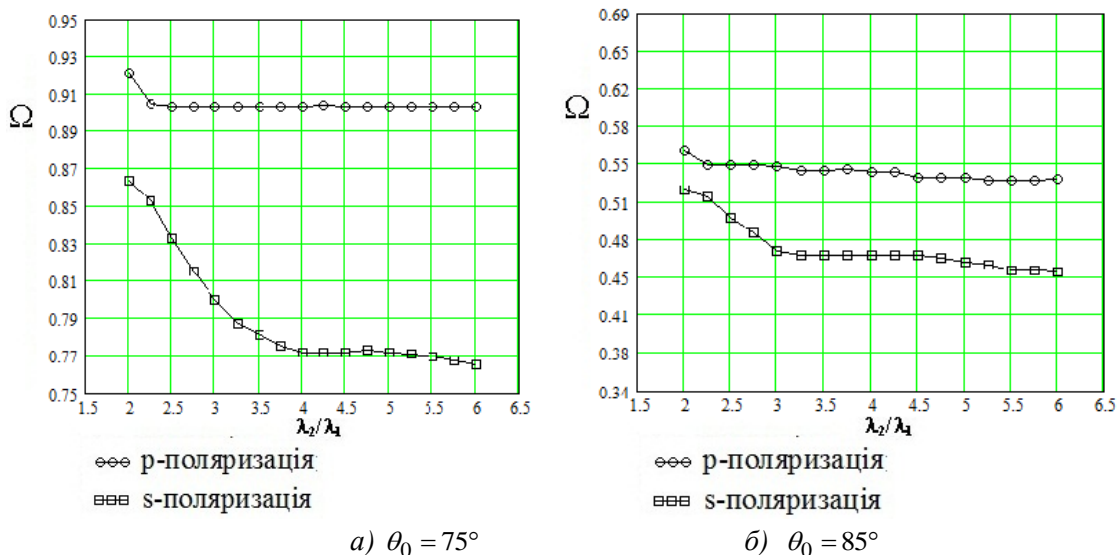 0.95
0.93
0.91
0.89
0.87
0.85
0.83
0.81
0.79
0.77
0.75
Ω
1.5 2 2.5 3 3.5 4 4.5 5 5.5 6 6.5
λ₂/λ₁
р-поляризація
s-поляризація
а) θ₀ = 75°
0.69
0.65
0.62
0.58
0.55
0.51
0.48
0.45
0.41
0.38
0.34
Ω
1.5 2 2.5 3 3.5 4 4.5 5 5.5 6 6.5
λ₂/λ₁
р-поляризація
s-поляризація
б) θ₀ = 85°